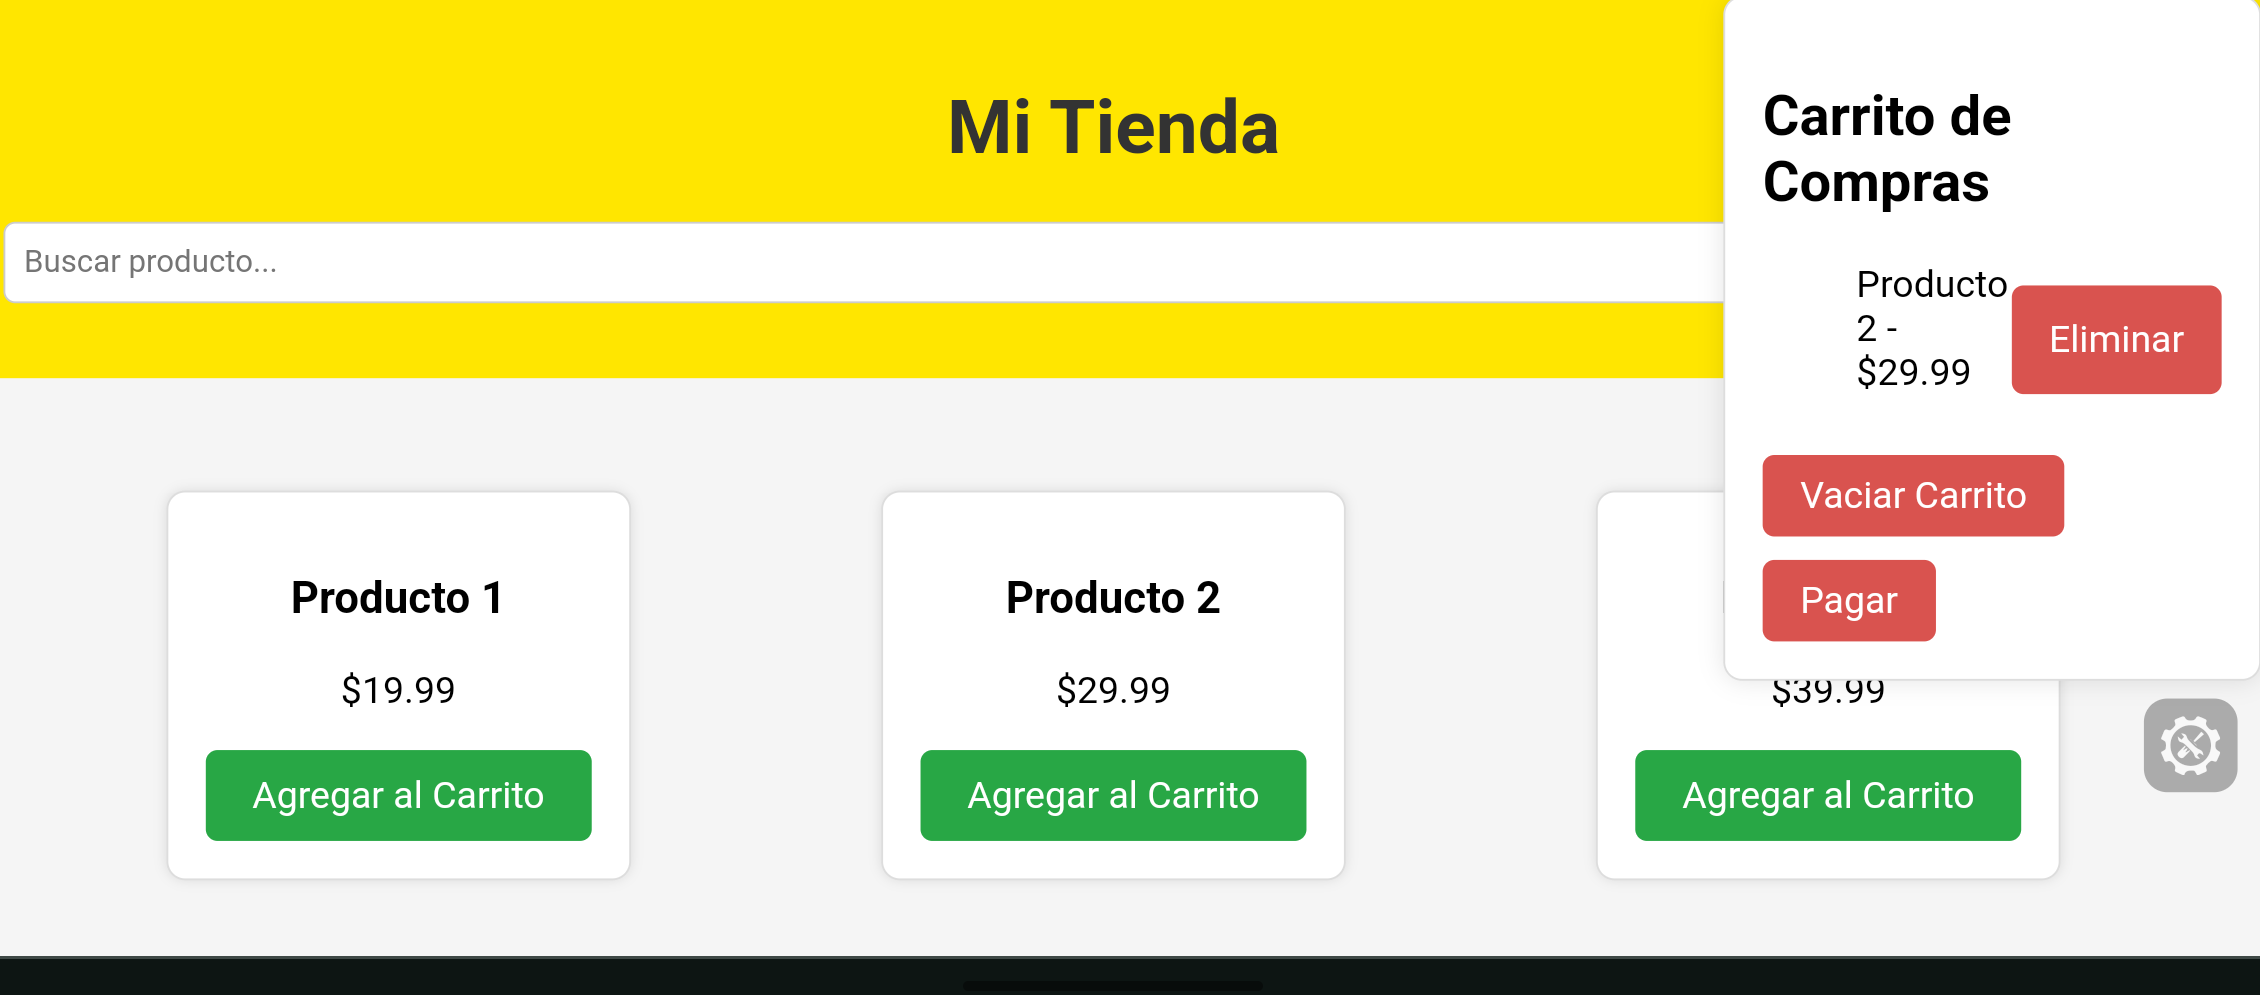 Mi Tienda
Buscar producto...
Carrito de
Compras
Producto
2 -
$29.99
Eliminar
Vaciar Carrito
Pagar
Producto 1
$19.99
Agregar al Carrito
Producto 2
$29.99
Agregar al Carrito
$39.99
Agregar al Carrito